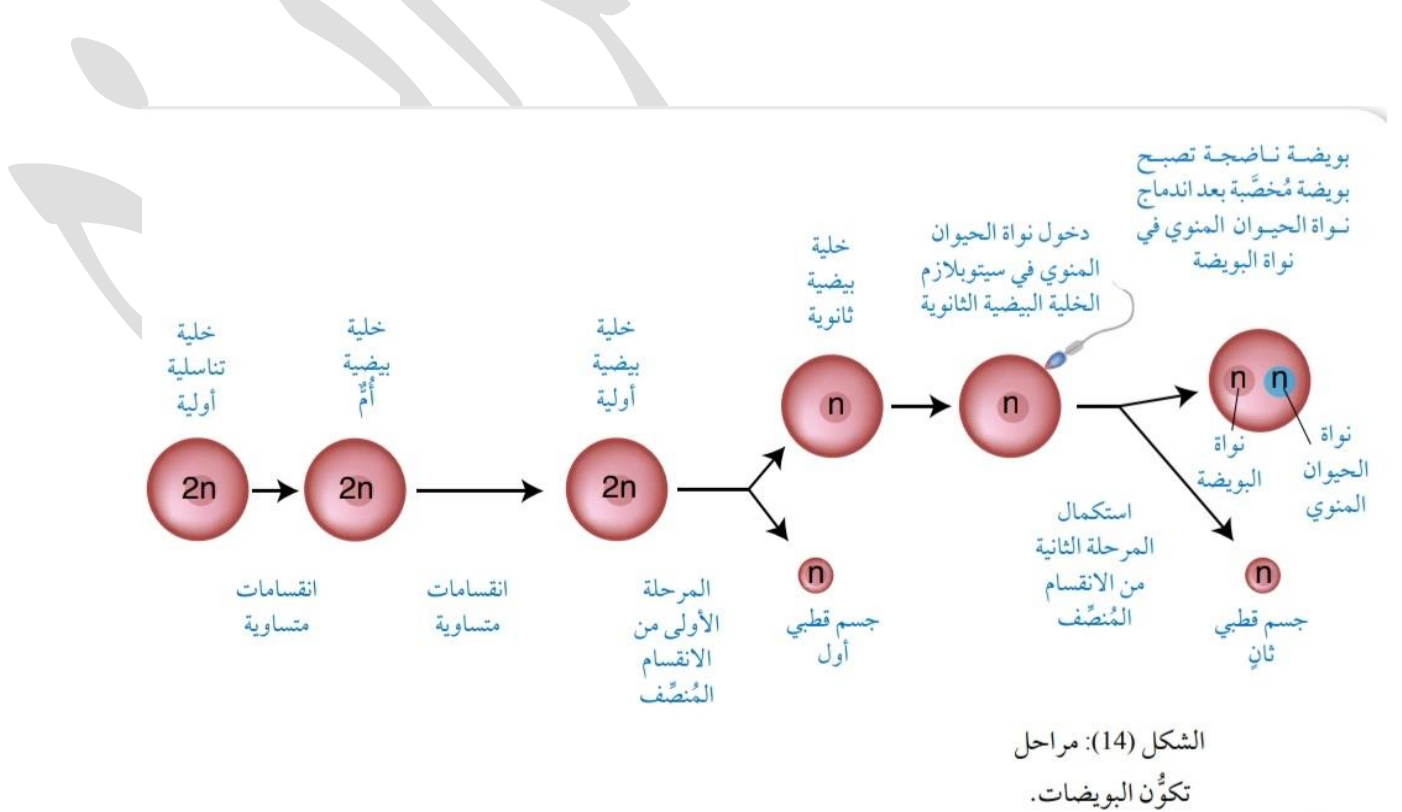 خلية
تناسلية
أولية
2n
انقسامات
متساوية
خلية
بيضية
أُمٌّ
2n
انقسامات
متساوية
خلية
بيضية
أولية
2n
المرحلة
الأولى من
الانقسام
المُنصِّف
خلية
بيضية
ثانوية
n
n
جسم قطبي
أول
دخول نواة الحيوان
المنوي في سيتوبلازم
الخلية البيضية الثانوية
n
استكمال
المرحلة الثانية
من الانقسام
المُنصِّف
بويضة ناضجة تصبح
بويضة مُخصَّبة بعد اندماج
نواة الحيوان المنوي في
نواة البويضة
n n
نواة
البويضة
نواة
الحيوان
المنوي
n
جسم قطبي
ثانٍ
الشكل (14): مراحل
تكوُّن البويضات.